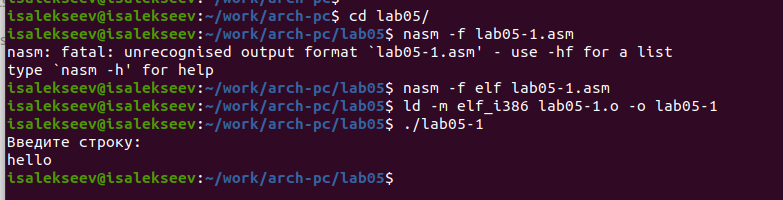 isalekseev@isalekseev:~/work/arch-pc$ cd lab05/
isalekseev@isalekseev:~/work/arch-pc/lab05$ nasm -f lab05-1.asm
nasm: fatal: unrecognised output format `lab05-1.asm' - use -hf for a list
type `nasm -h' for help
isalekseev@isalekseev:~/work/arch-pc/lab05$ nasm -f elf lab05-1.asm
isalekseev@isalekseev:~/work/arch-pc/lab05$ ld -m elf_i386 lab05-1.o -o lab05-1
isalekseev@isalekseev:~/work/arch-pc/lab05$ ./lab05-1
Введите строку:
hello
isalekseev@isalekseev:~/work/arch-pc/lab05$